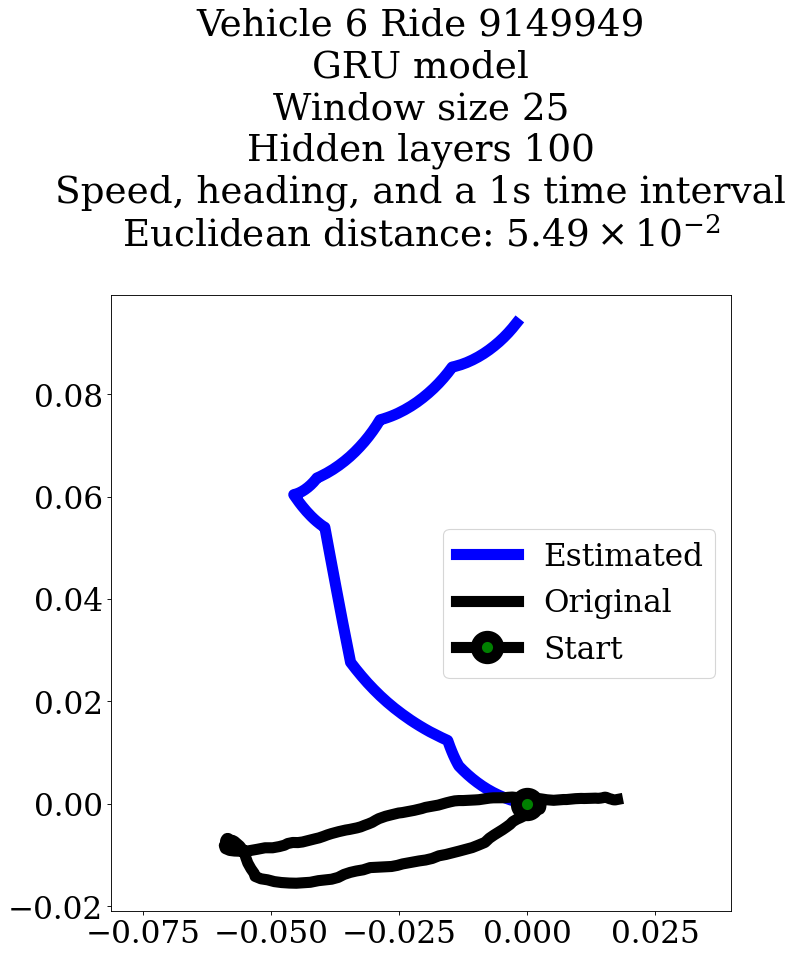 Vehicle 6 Ride 9149949
GRU model
Window size 25
Hidden layers 100
Speed, heading, and a 1s time interval
Euclidean distance: 5.49 × 10⁻²
0.08
0.06
0.04
0.02
0.00
−0.02
Estimated
Original
Start
−0.075 −0.050 −0.025 0.000 0.025